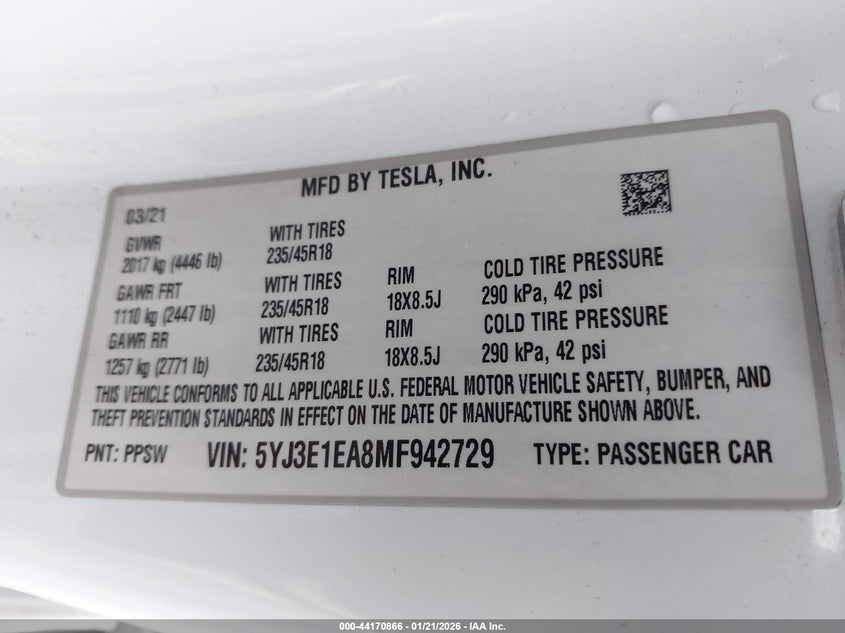 MFD BY TESLA, INC.
03/21
GVWR WITH TIRES
2017 kg (4446 lb) 235/45R18
GAWR FRT WITH TIRES RIM COLD TIRE PRESSURE
1110 kg (2447 lb) 235/45R18 18X8.5J 290 kPa, 42 psi
GAWR RR WITH TIRES RIM COLD TIRE PRESSURE
1257 kg (2771 lb) 235/45R18 18X8.5J 290 kPa, 42 psi
THIS VEHICLE CONFORMS TO ALL APPLICABLE U.S. FEDERAL MOTOR VEHICLE SAFETY, BUMPER, AND
THEFT PREVENTION STANDARDS IN EFFECT ON THE DATE OF MANUFACTURE SHOWN ABOVE.
PNT: PPSW VIN: 5YJ3E1EA8MF942729 TYPE: PASSENGER CAR
000-44170866 - 01/21/2026 - IAA Inc.